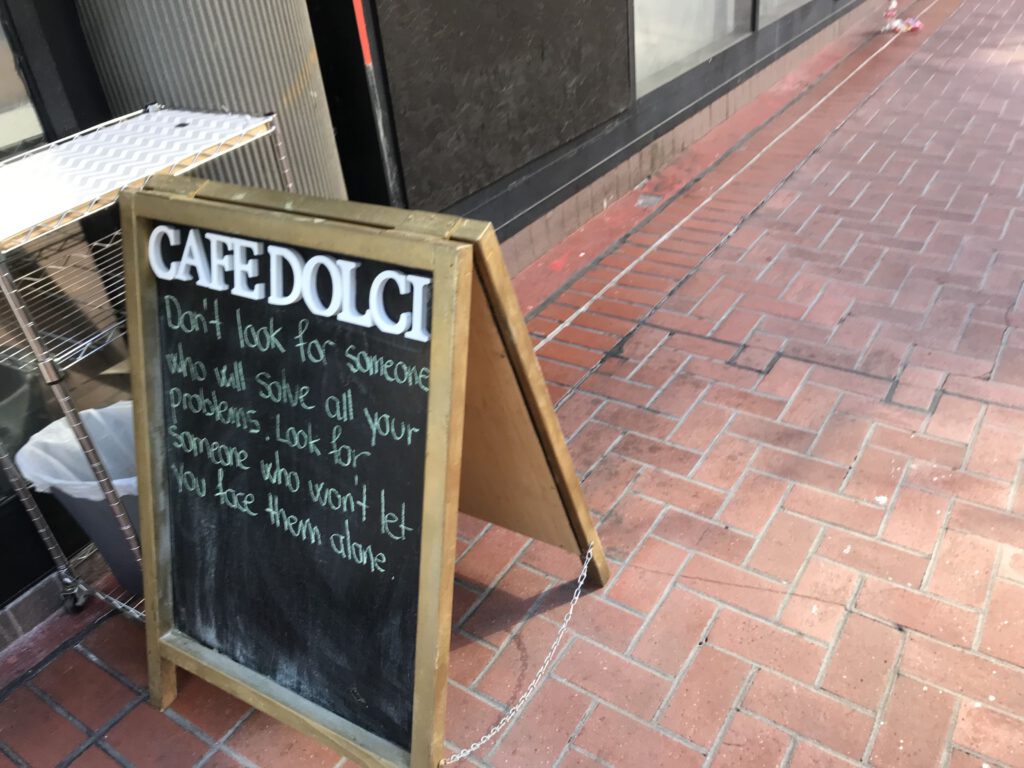 CAFE DOLCI
Don't look for someone
who will solve all your
problems. Look for
someone who won't let
you face them alone.